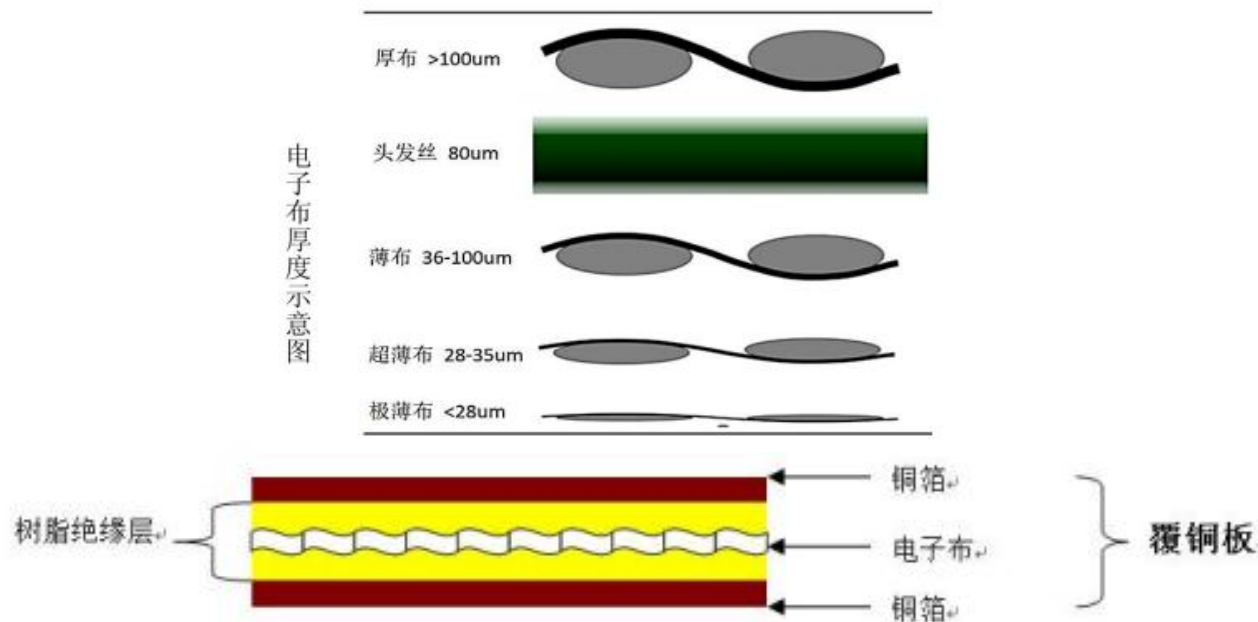 电子布厚度示意图
厚布 >100um
头发丝 80um
薄布 36-100um
超薄布 28-35um
极薄布 <28um
树脂绝缘层
铜箔
电子布
铜箔
覆铜板